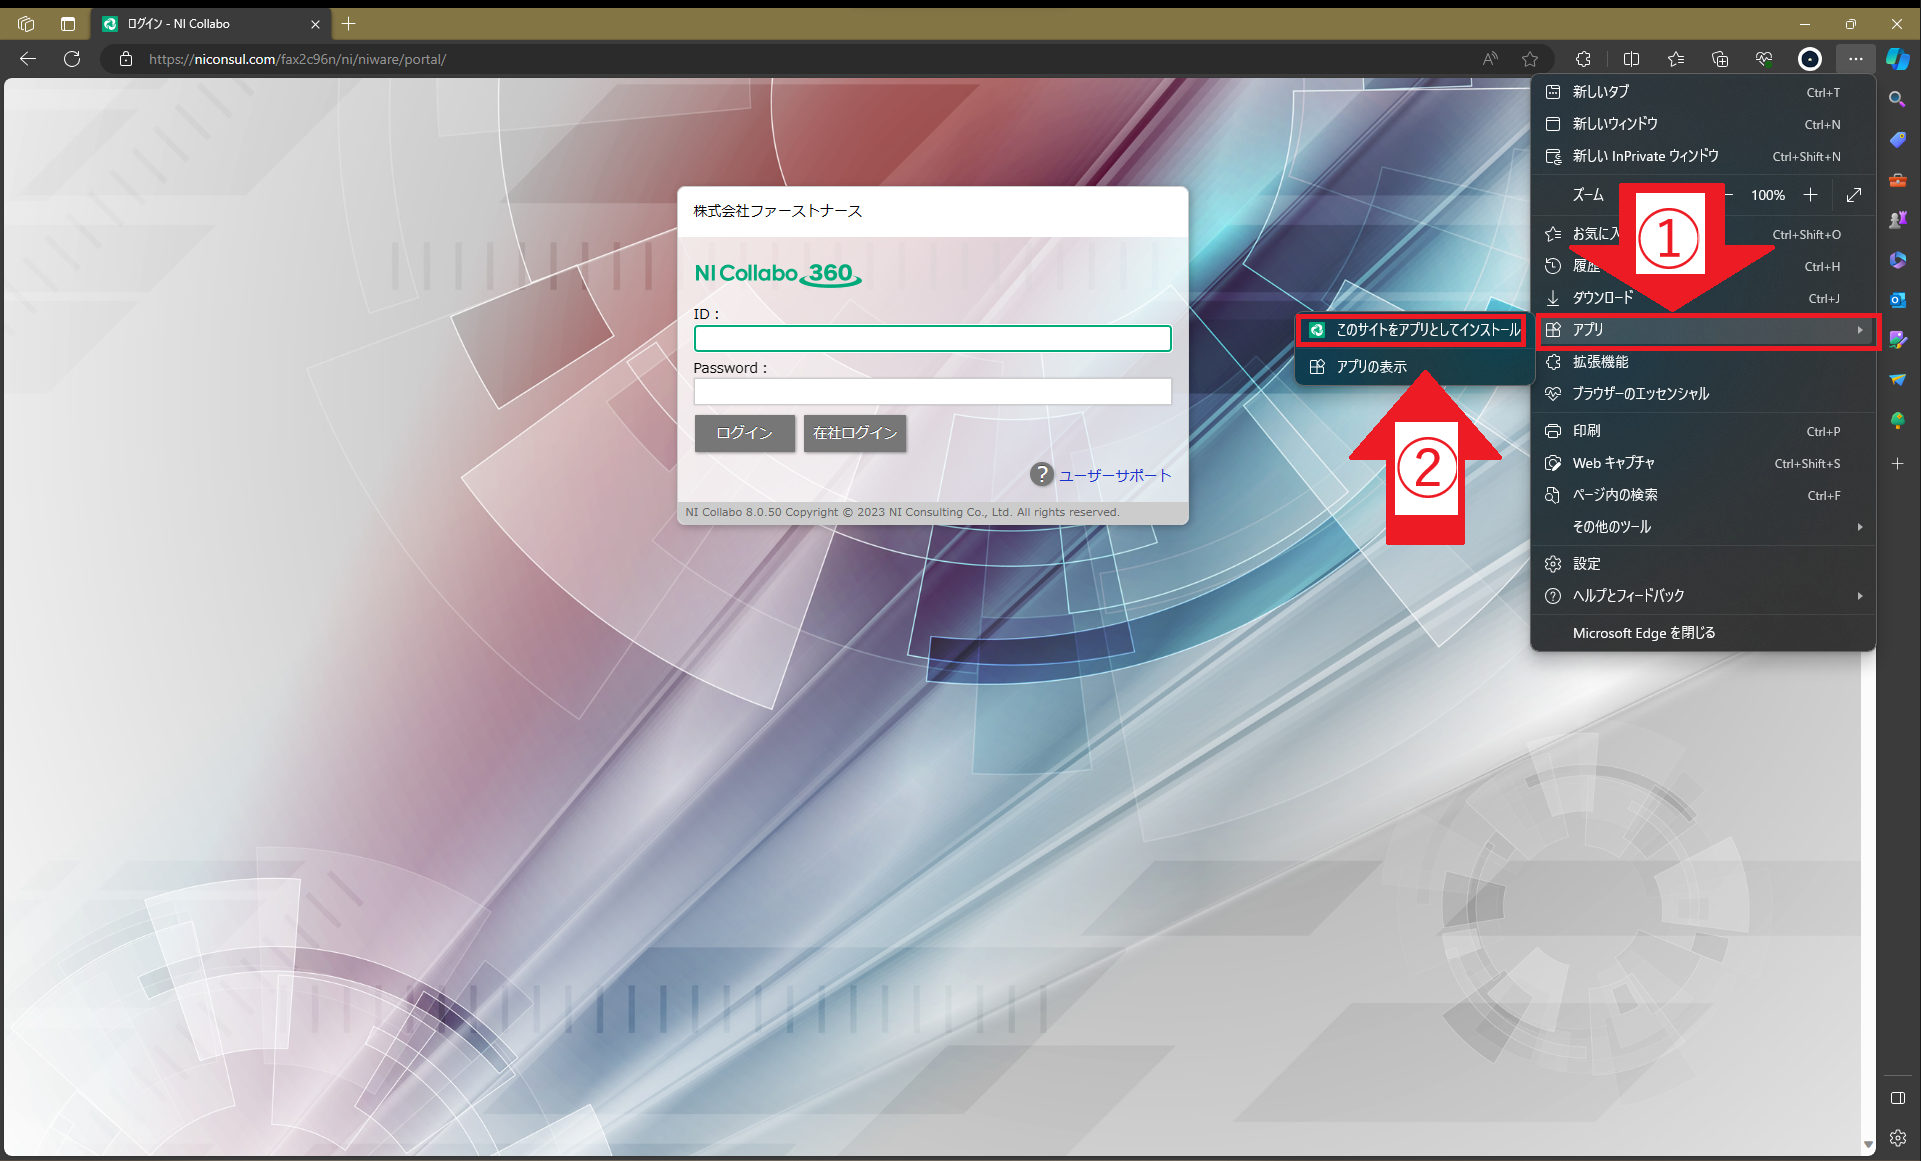 ログイン - NI Collabo
https://niconsul.com/fax2c96n/ni/niware/portal/
株式会社ファーストナース
NI Collabo 360
ID :
Password :
ログイン 在社ログイン
? ユーザーサポート
NI Collabo 8.0.50 Copyright © 2023 NI Consulting Co., Ltd. All rights reserved.
新しいタブ Ctrl+T
新しいウィンドウ Ctrl+N
新しい InPrivate ウィンドウ Ctrl+Shift+N
ズーム 100%
お気に入 Ctrl+Shift+O
履歴 Ctrl+H
ダウンロード Ctrl+J
アプリ
拡張機能
ブラウザーのエッセンシャル
印刷 Ctrl+P
Web キャプチャ Ctrl+Shift+S
ページ内の検索 Ctrl+F
その他のツール
設定
ヘルプとフィードバック
Microsoft Edge を閉じる
①
このサイトをアプリとしてインストール
アプリの表示
②